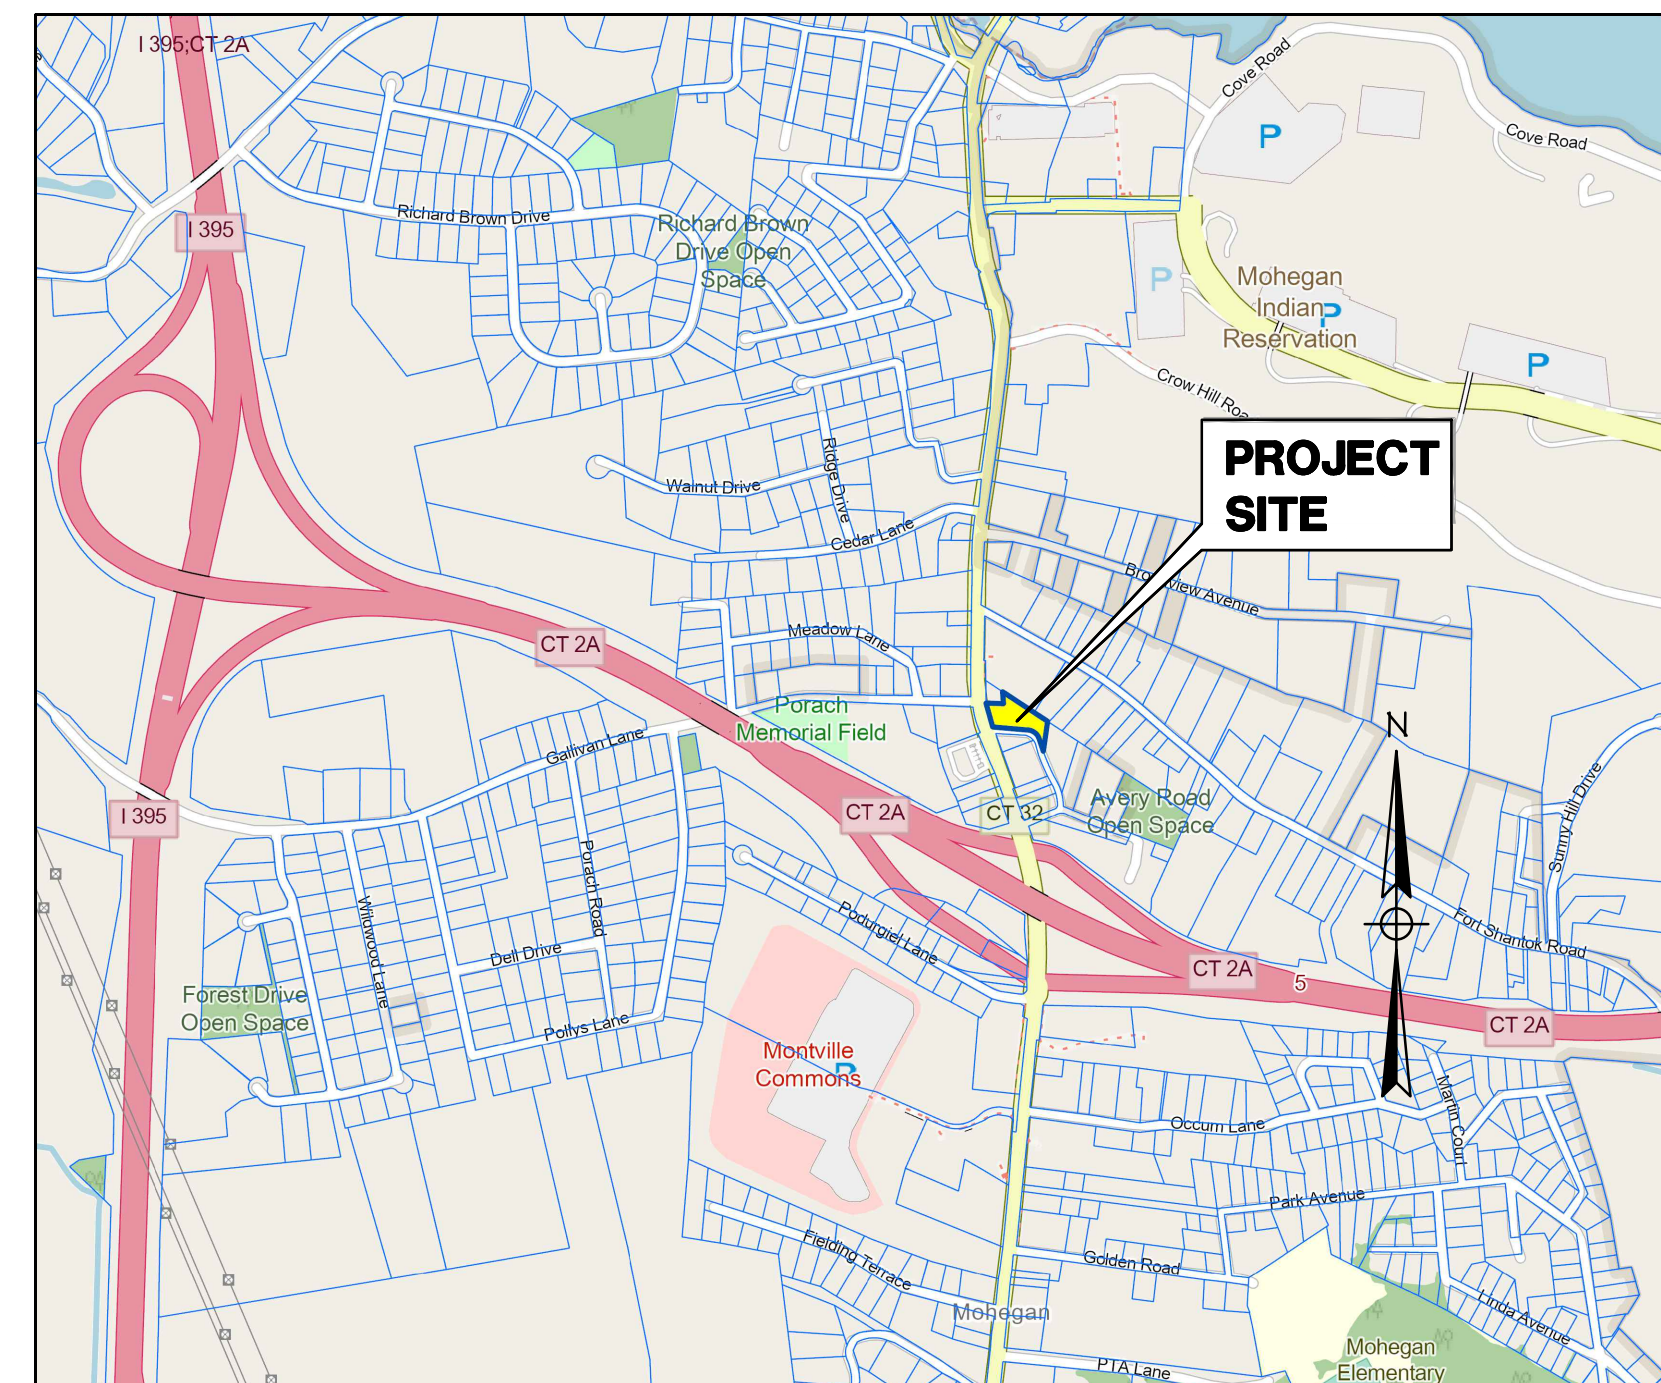 I 395;CT 2A
Cove Road
P
Cove Road
Richard Brown Drive
I 395
Richard Brown
Drive Open
Space
P
Mohegan
Indian
Reservation
P
P
Crow Hill Roa
PROJECT
SITE
Ridge Drive
Walnut Drive
Cedar Lane
Meadow Lane
CT 2A
Porach
Memorial Field
N
Gallivan Lane
I 395
CT 2A
CT 32
Avery Road
Open Space
Sunny Hill Drive
Porach Road
Wildwood Lane
Podurgiel Lane
Fort Shantok Road
Dell Drive
CT 2A
5
Forest Drive
Open Space
Pollys Lane
CT 2A
Montville
Commons
P
Martin Court
Occum Lane
Park Avenue
Fielding Terrace
Golden Road
Mohegan
Linda Avenue
Mohegan
Elementary
PTA Lane